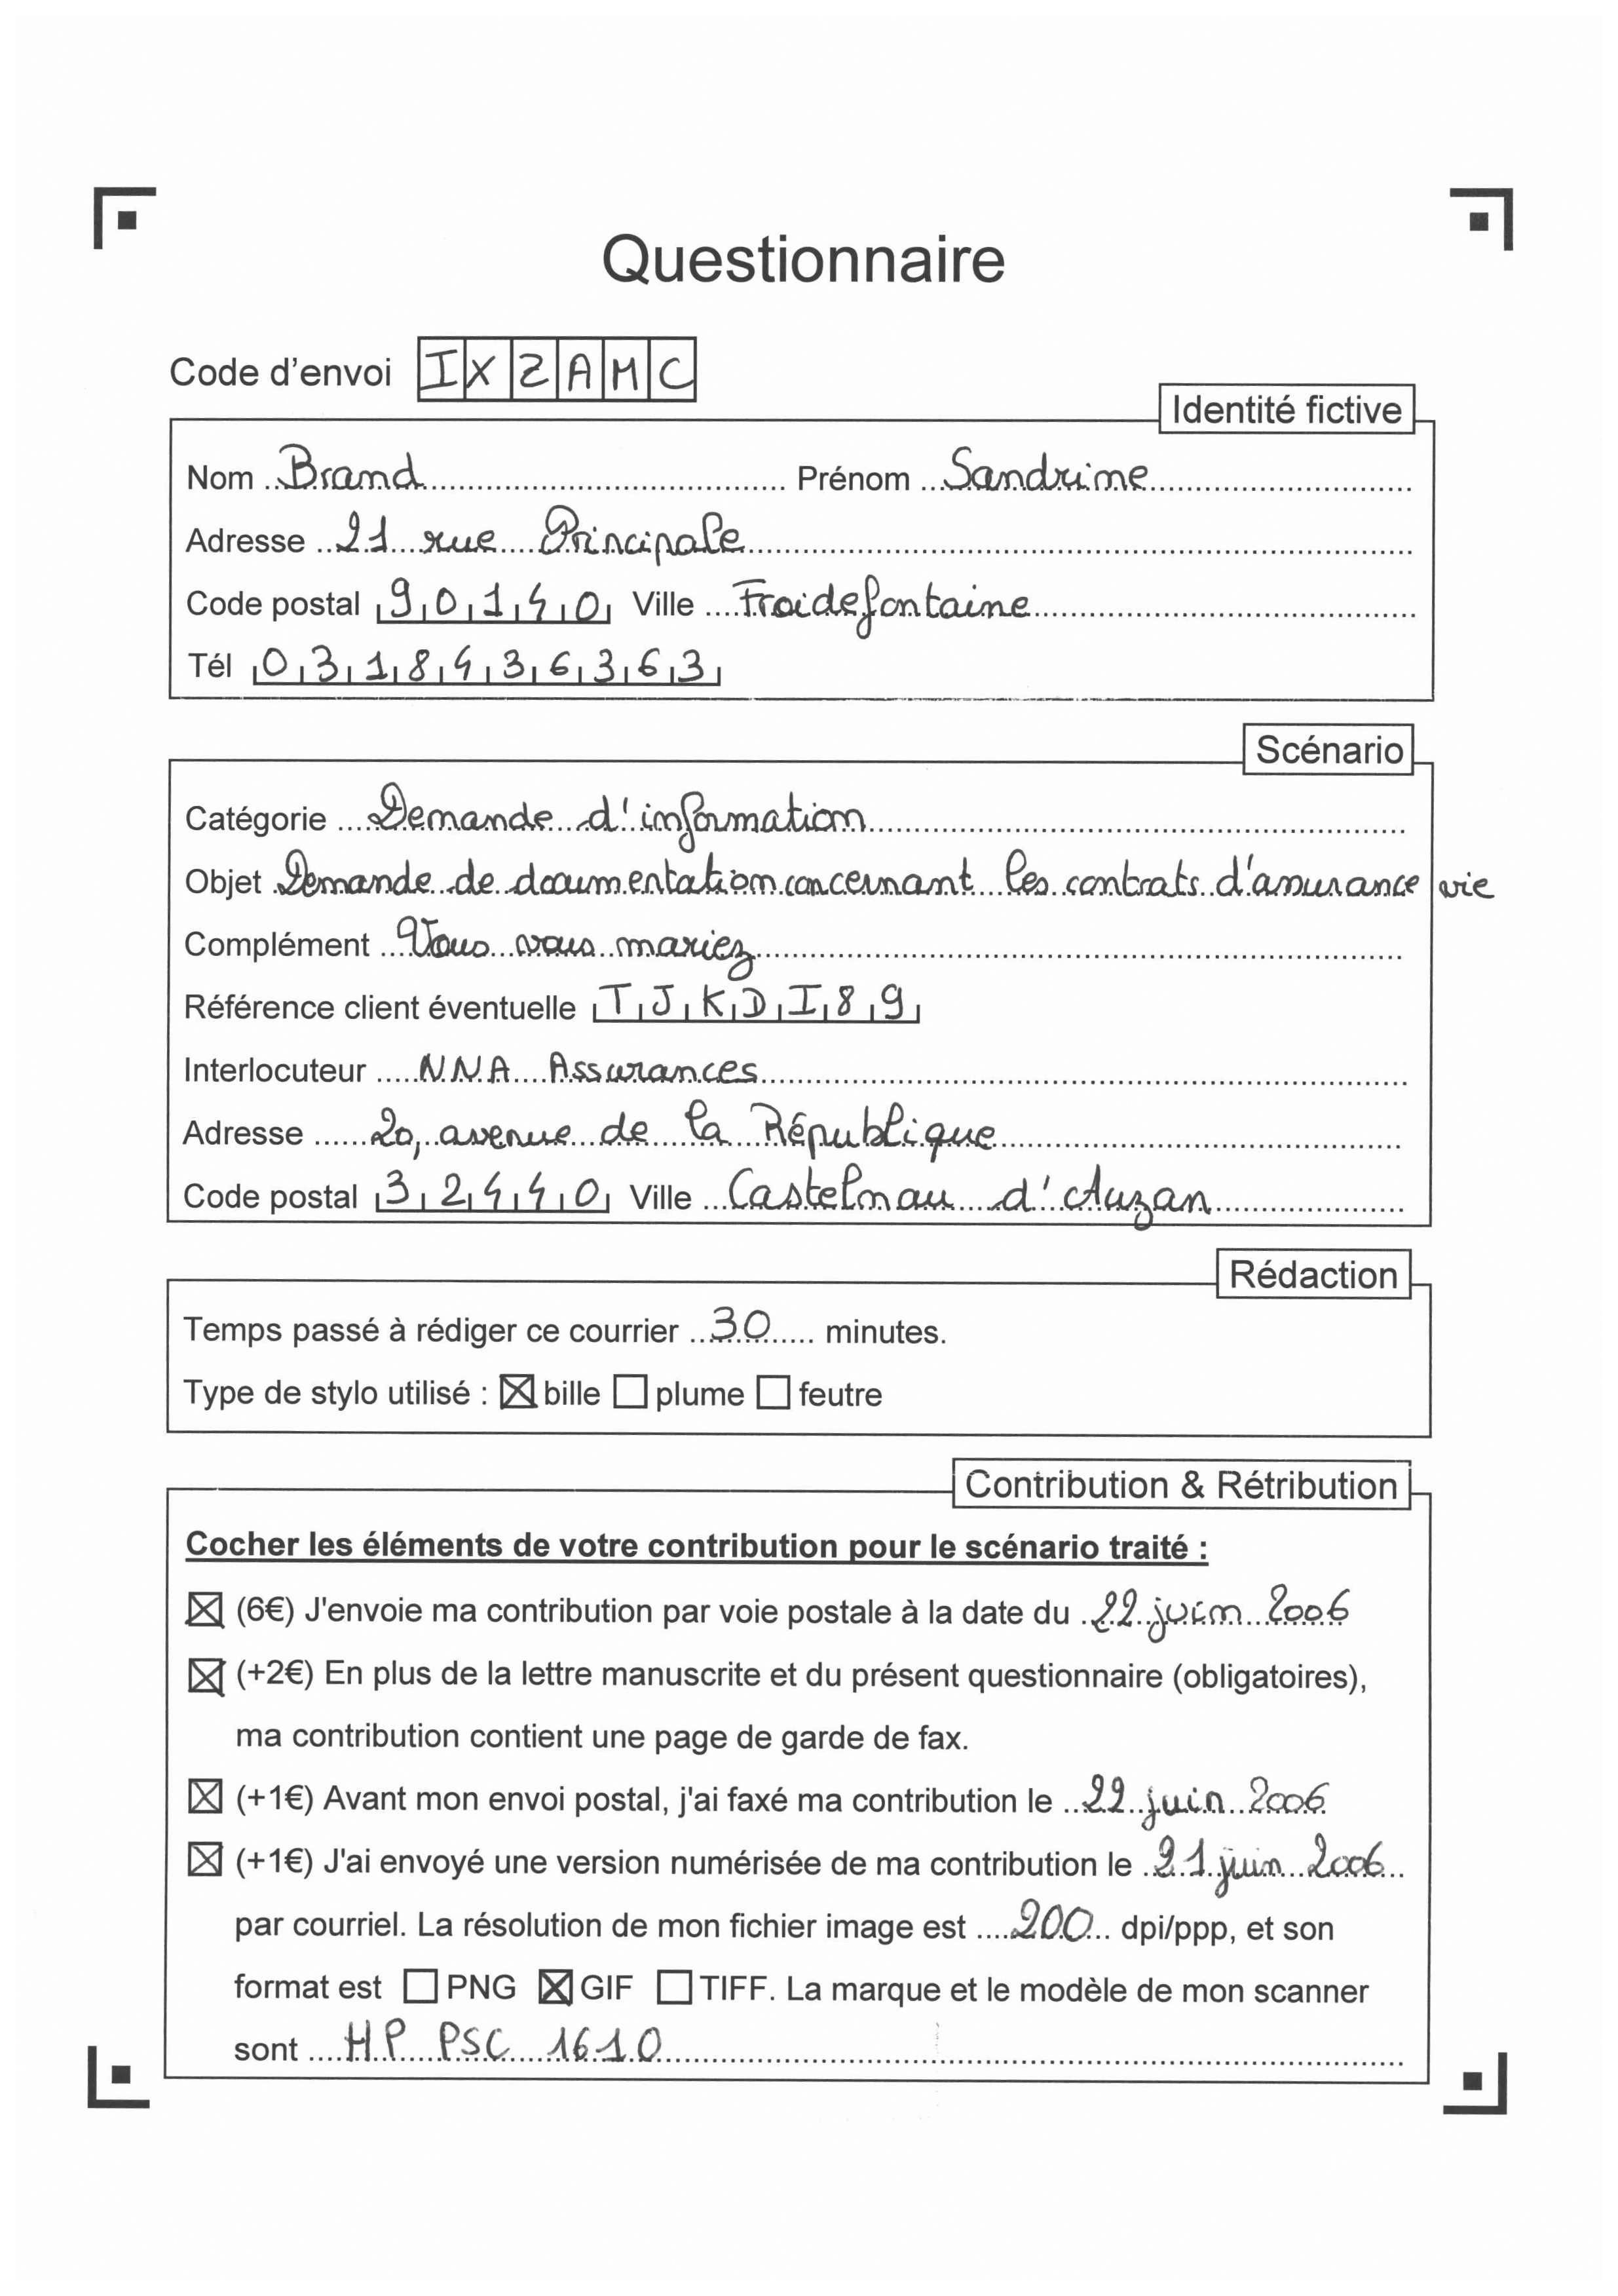 Questionnaire
Code d'envoi IXZAMC
Identité fictive
Nom Brand Prénom Sandrine
Adresse 21 rue Principale
Code postal 90140 Ville Froidefontaine
Tél 0318436363
Scénario
Catégorie Demande d'information
Objet Demande de documentation concernant les contrats d'assurance vie
Complément Vous vous mariez
Référence client éventuelle TJKDI89
Interlocuteur NNA Assurances
Adresse 20, avenue de la République
Code postal 32440 Ville Castelnau d'Auzan
Rédaction
Temps passé à rédiger ce courrier 30 minutes.
Type de stylo utilisé : ☒ bille ☐ plume ☐ feutre
Contribution & Rétribution
Cocher les éléments de votre contribution pour le scénario traité :
☒ (6€) J'envoie ma contribution par voie postale à la date du 22 juin 2006
☒ (+2€) En plus de la lettre manuscrite et du présent questionnaire (obligatoires),
ma contribution contient une page de garde de fax.
☒ (+1€) Avant mon envoi postal, j'ai faxé ma contribution le 22 juin 2006
☒ (+1€) J'ai envoyé une version numérisée de ma contribution le 21 juin 2006
par courriel. La résolution de mon fichier image est 200 dpi/ppp, et son
format est ☐ PNG ☒ GIF ☐ TIFF. La marque et le modèle de mon scanner
sont HP PSC 1610